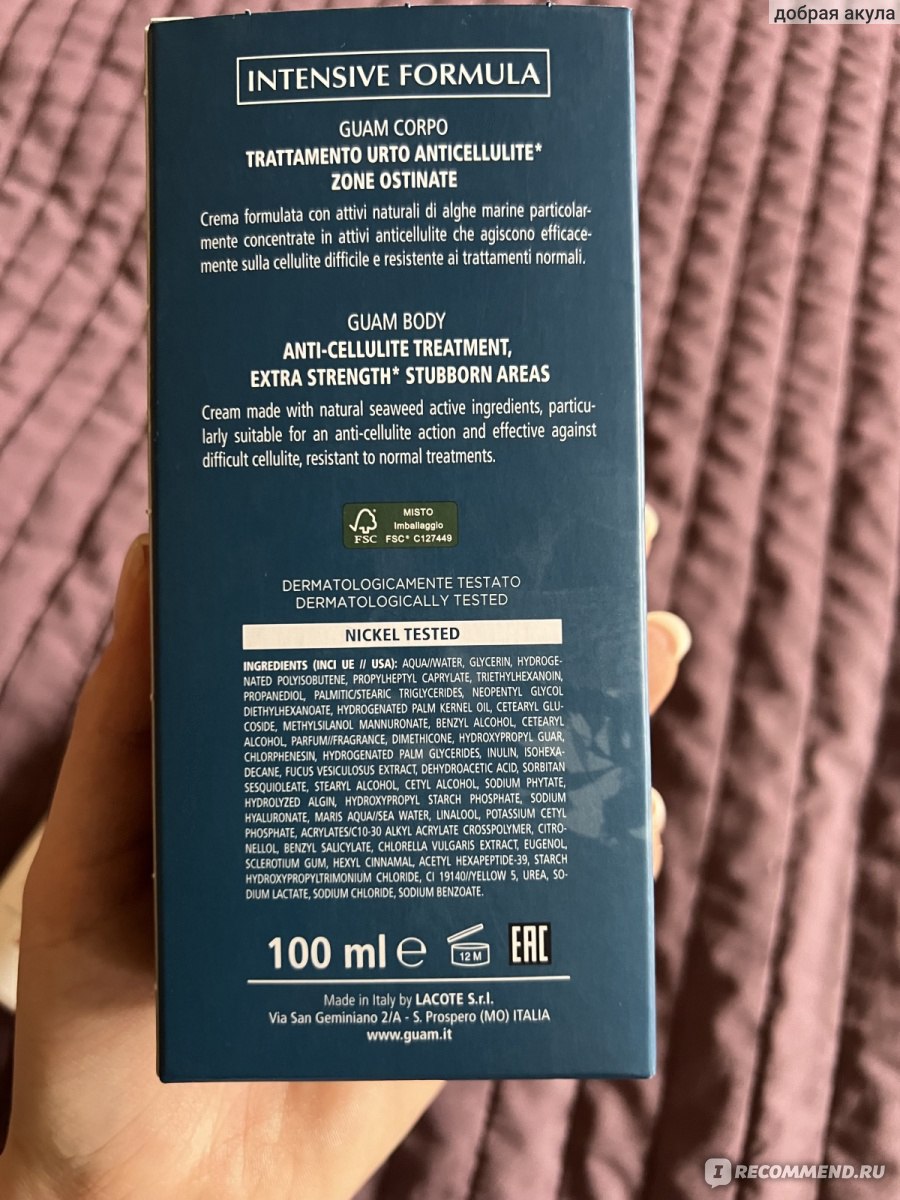 добрая акула
INTENSIVE FORMULA
GUAM CORPO
TRATTAMENTO URTO ANTICELLULITE*
ZONE OSTINATE
Crema formulata con attivi naturali di alghe marine particolar-
mente concentrate in attivi anticellulite che agiscono efficace-
mente sulla cellulite difficile e resistente ai trattamenti normali.
GUAM BODY
ANTI-CELLULITE TREATMENT,
EXTRA STRENGTH* STUBBORN AREAS
Cream made with natural seaweed active ingredients, particu-
larly suitable for an anti-cellulite action and effective against
difficult cellulite, resistant to normal treatments.
MISTO
Imballaggio
FSC FSC® C127449
DERMATOLOGICAMENTE TESTATO
DERMATOLOGICALLY TESTED
NICKEL TESTED
INGREDIENTS (INCI UE // USA): AQUA//WATER, GLYCERIN, HYDROGE-
NATED POLYISOBUTENE, PROPYLHEPTYL CAPRYLATE, TRIETHYLHEXANOIN,
PROPANEDIOL, PALMITIC/STEARIC TRIGLYCERIDES, NEOPENTYL GLYCOL
DIETHYLHEXANOATE, HYDROGENATED PALM KERNEL OIL, CETEARYL GLU-
COSIDE, METHYLSILANOL MANNURONATE, BENZYL ALCOHOL, CETEARYL
ALCOHOL, PARFUM//FRAGRANCE, DIMETHICONE, HYDROXYPROPYL GUAR,
CHLORPHENESIN, HYDROGENATED PALM GLYCERIDES, INULIN, ISOHEXA-
DECANE, FUCUS VESICULOSUS EXTRACT, DEHYDROACETIC ACID, SORBITAN
SESQUIOLEATE, STEARYL ALCOHOL, CETYL ALCOHOL, SODIUM PHYTATE,
HYDROLYZED ALGIN, HYDROXYPROPYL STARCH PHOSPHATE, SODIUM
HYALURONATE, MARIS AQUA//SEA WATER, LINALOOL, POTASSIUM CETYL
PHOSPHATE, ACRYLATES/C10-30 ALKYL ACRYLATE CROSSPOLYMER, CITRO-
NELLOL, BENZYL SALICYLATE, CHLORELLA VULGARIS EXTRACT, EUGENOL,
SCLEROTIUM GUM, HEXYL CINNAMAL, ACETYL HEXAPEPTIDE-39, STARCH
HYDROXYPROPYLTRIMONIUM CHLORIDE, CI 19140//YELLOW 5, UREA, SO-
DIUM LACTATE, SODIUM CHLORIDE, SODIUM BENZOATE.
100 ml ℮ 12 M EAC
Made in Italy by LACOTE S.r.l.
Via San Geminiano 2/A - S. Prospero (MO) ITALIA
www.guam.it
IRECOMMEND.RU